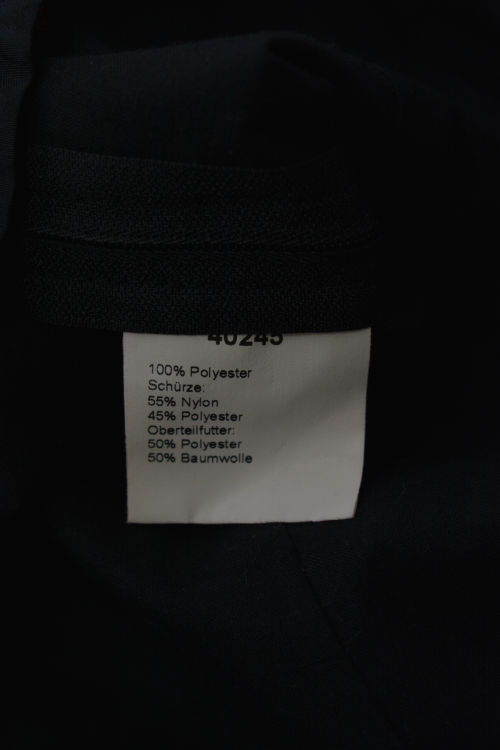 40245
100% Polyester
Schürze:
55% Nylon
45% Polyester
Oberteilfutter:
50% Polyester
50% Baumwolle